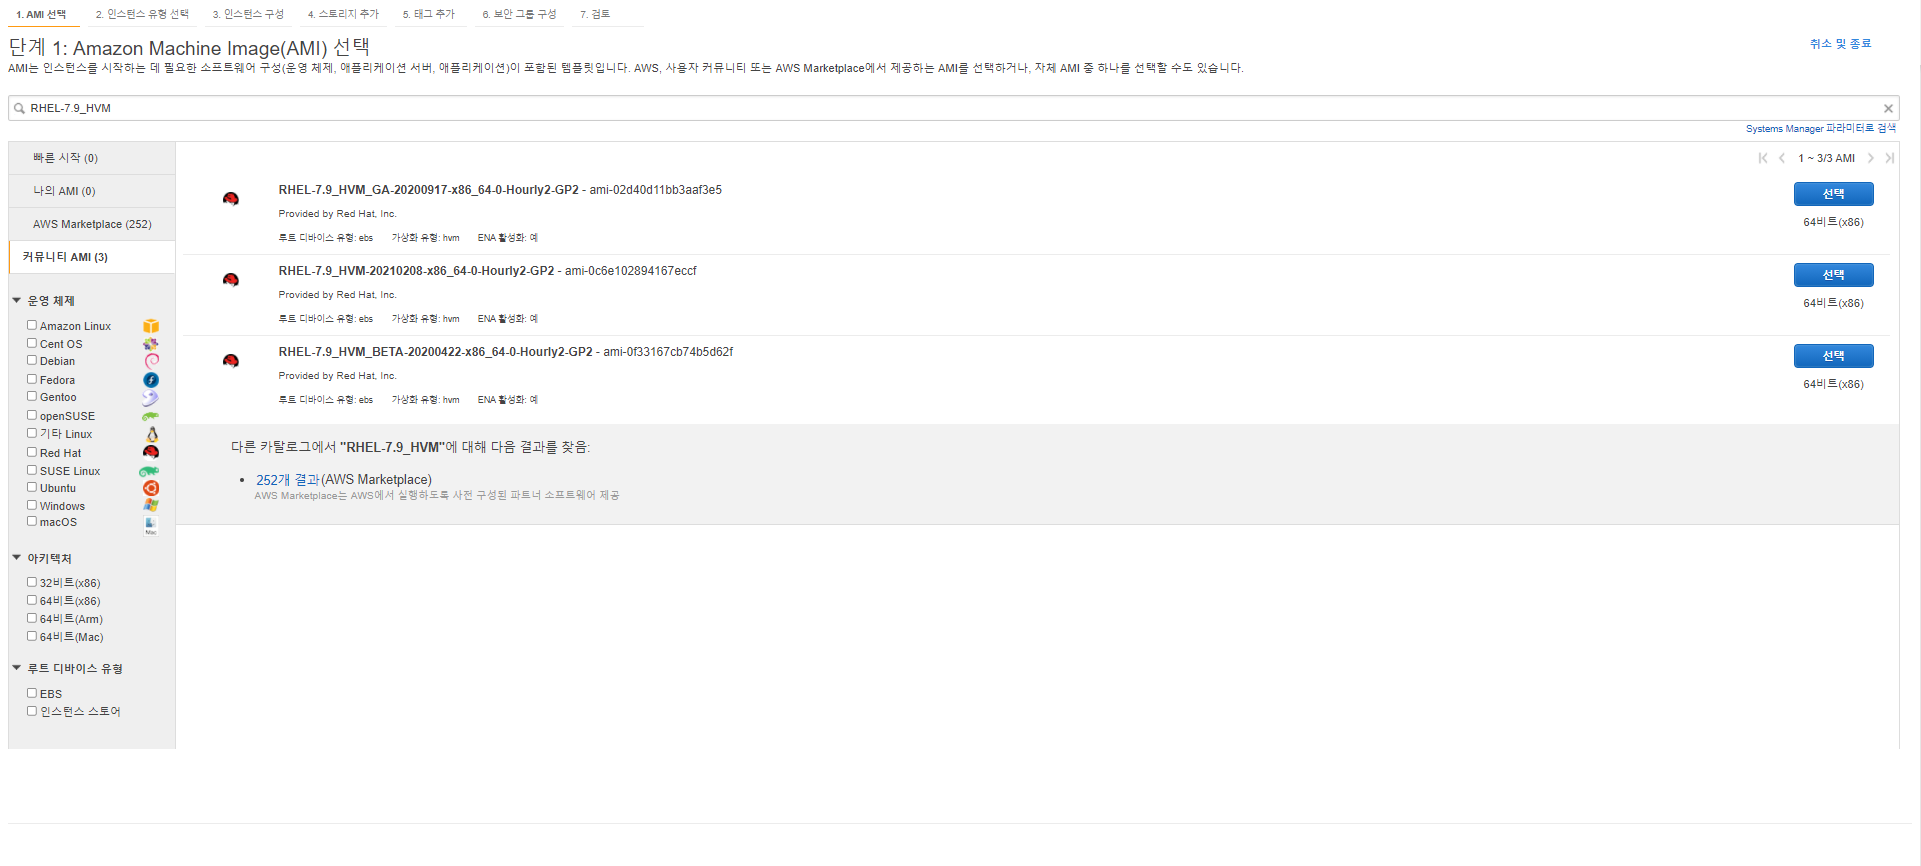 1. AMI 선택 2. 인스턴스 유형 선택 3. 인스턴스 구성 4. 스토리지 추가 5. 태그 추가 6. 보안 그룹 구성 7. 검토
단계 1: Amazon Machine Image(AMI) 선택
취소 및 종료
AMI는 인스턴스를 시작하는 데 필요한 소프트웨어 구성(운영 체제, 애플리케이션 서버, 애플리케이션)이 포함된 템플릿입니다. AWS, 사용자 커뮤니티 또는 AWS Marketplace에서 제공하는 AMI를 선택하거나, 자체 AMI 중 하나를 선택할 수도 있습니다.
RHEL-7.9_HVM
Systems Manager 파라미터로 검색
빠른 시작 (0)
나의 AMI (0)
AWS Marketplace (252)
커뮤니티 AMI (3)
운영 체제
Amazon Linux
Cent OS
Debian
Fedora
Gentoo
openSUSE
기타 Linux
Red Hat
SUSE Linux
Ubuntu
Windows
macOS
Mac
아키텍처
32비트(x86)
64비트(x86)
64비트(Arm)
64비트(Mac)
루트 디바이스 유형
EBS
인스턴스 스토어
1 ~ 3/3 AMI
RHEL-7.9_HVM_GA-20200917-x86_64-0-Hourly2-GP2 - ami-02d40d11bb3aaf3e5
선택
Provided by Red Hat, Inc.
64비트(x86)
루트 디바이스 유형: ebs 가상화 유형: hvm ENA 활성화: 예
RHEL-7.9_HVM-20210208-x86_64-0-Hourly2-GP2 - ami-0c6e102894167eccf
선택
Provided by Red Hat, Inc.
64비트(x86)
루트 디바이스 유형: ebs 가상화 유형: hvm ENA 활성화: 예
RHEL-7.9_HVM_BETA-20200422-x86_64-0-Hourly2-GP2 - ami-0f33167cb74b5d62f
선택
Provided by Red Hat, Inc.
64비트(x86)
루트 디바이스 유형: ebs 가상화 유형: hvm ENA 활성화: 예
다른 카탈로그에서 "RHEL-7.9_HVM"에 대해 다음 결과를 찾음:
• 252개 결과(AWS Marketplace)
AWS Marketplace는 AWS에서 실행하도록 사전 구성된 파트너 소프트웨어 제공